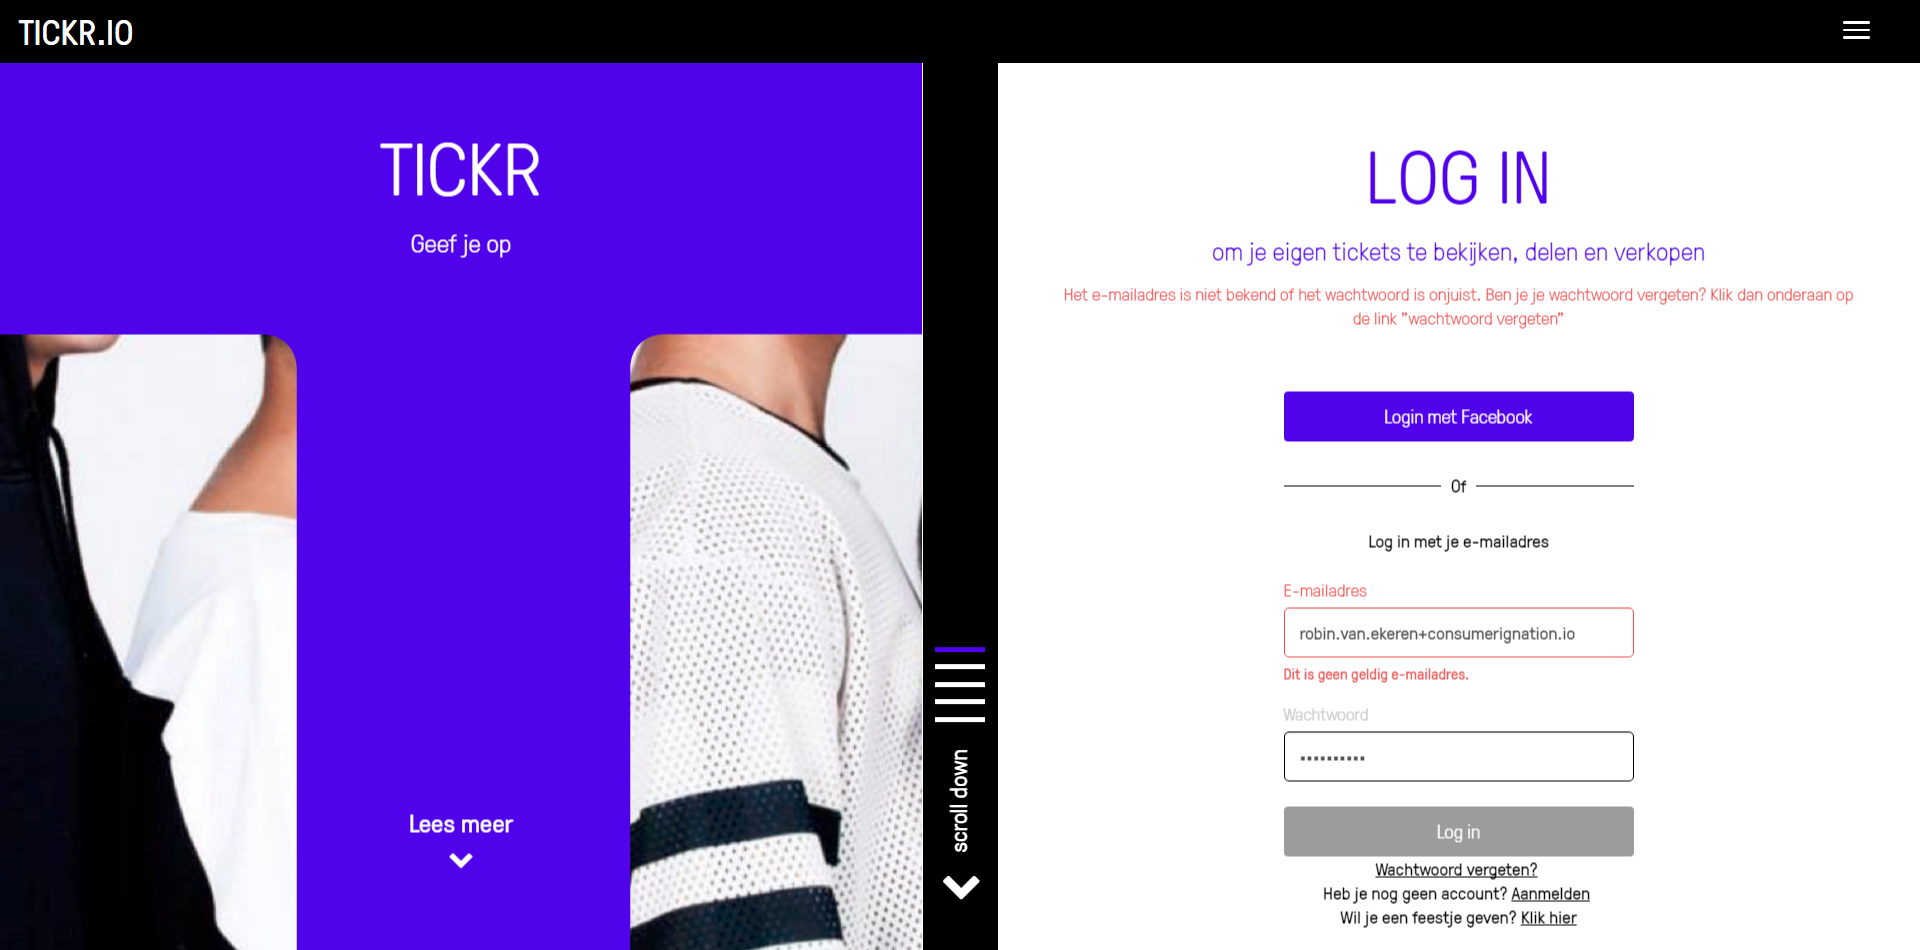 TICKR.IO
TICKR
Geef je op
Lees meer
scroll down
LOG IN
om je eigen tickets te bekijken, delen en verkopen
Het e-mailadres is niet bekend of het wachtwoord is onjuist. Ben je je wachtwoord vergeten? Klik dan onderaan op
de link "wachtwoord vergeten"
Login met Facebook
Of
Log in met je e-mailadres
E-mailadres
robin.van.ekeren+consumerignation.io
Dit is geen geldig e-mailadres.
Wachtwoord
Log in
Wachtwoord vergeten?
Heb je nog geen account? Aanmelden
Wil je een feestje geven? Klik hier